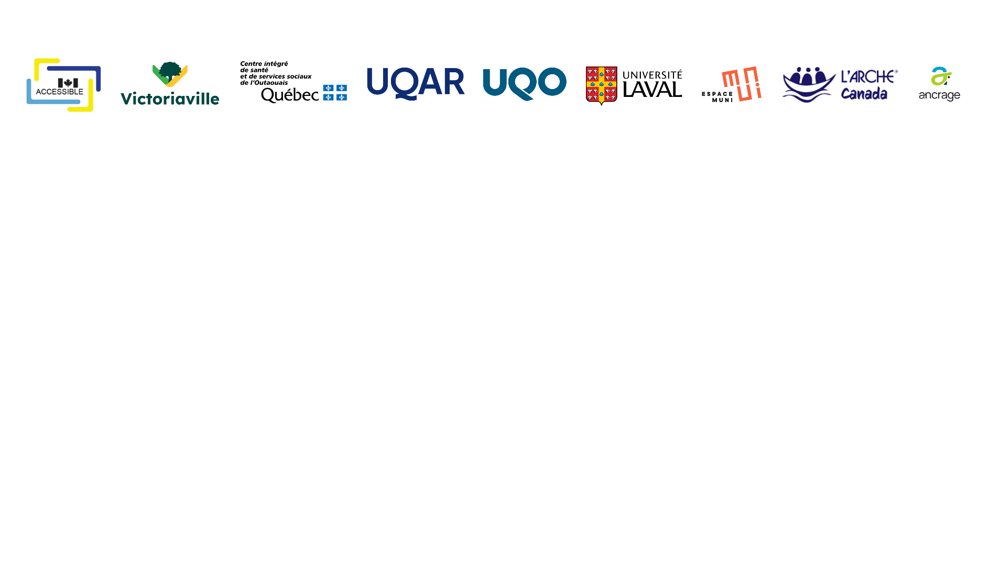 ACCESSIBLE
Victoriaville
Centre intégré
de santé
et de services sociaux
de l'Outaouais
Québec
UQAR
UQO
UNIVERSITÉ
LAVAL
ESPACE
MUNI
muni
L'ARCHE®
Canada
a
ancrage